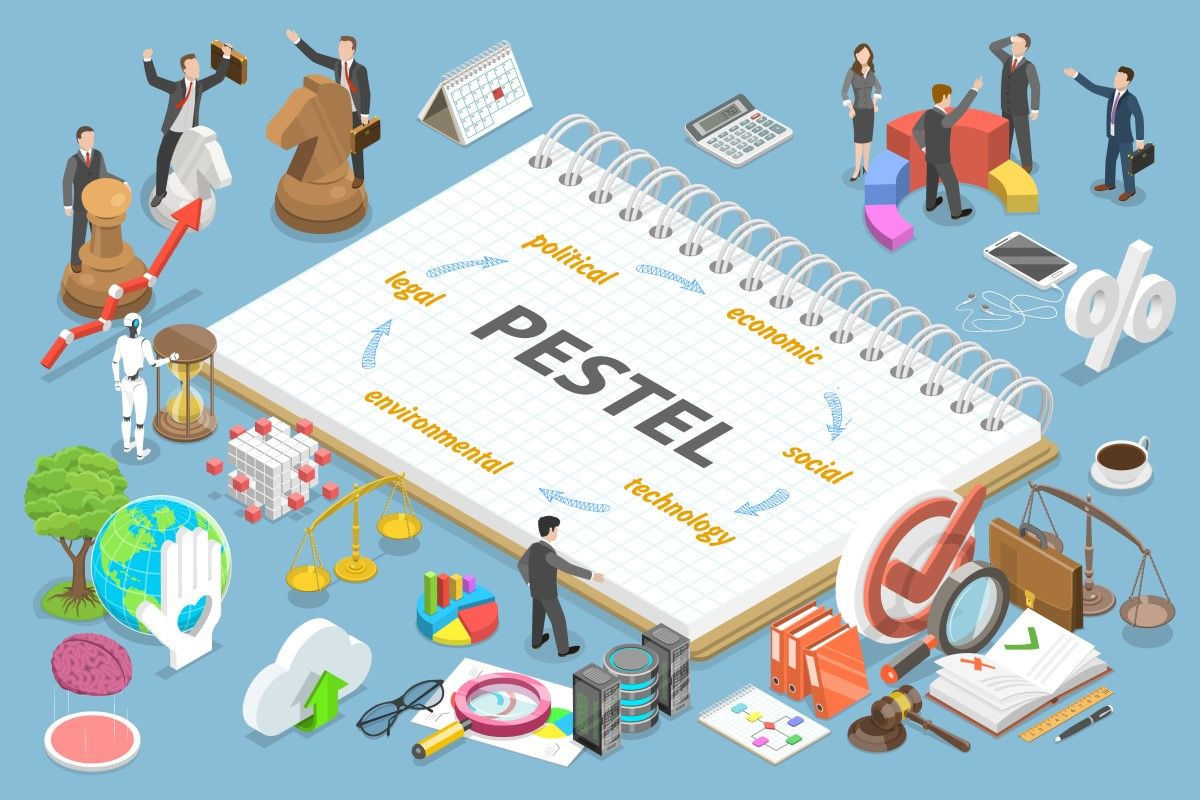 political
legal
economic
PESTEL
environmental
social
technology
%